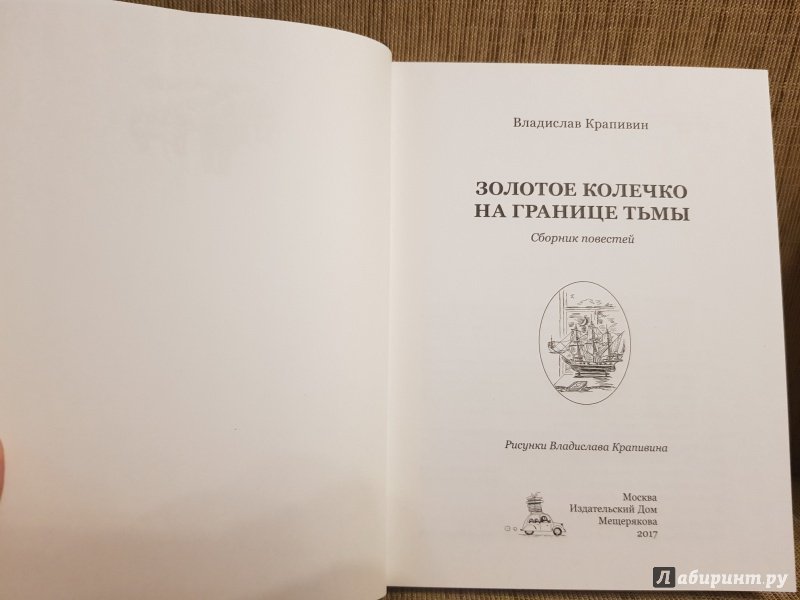 Владислав Крапивин
ЗОЛОТОЕ КОЛЕЧКО
НА ГРАНИЦЕ ТЬМЫ
Сборник повестей
Рисунки Владислава Крапивина
Москва
Издательский Дом
Мещерякова
2017
Лабиринт.ру